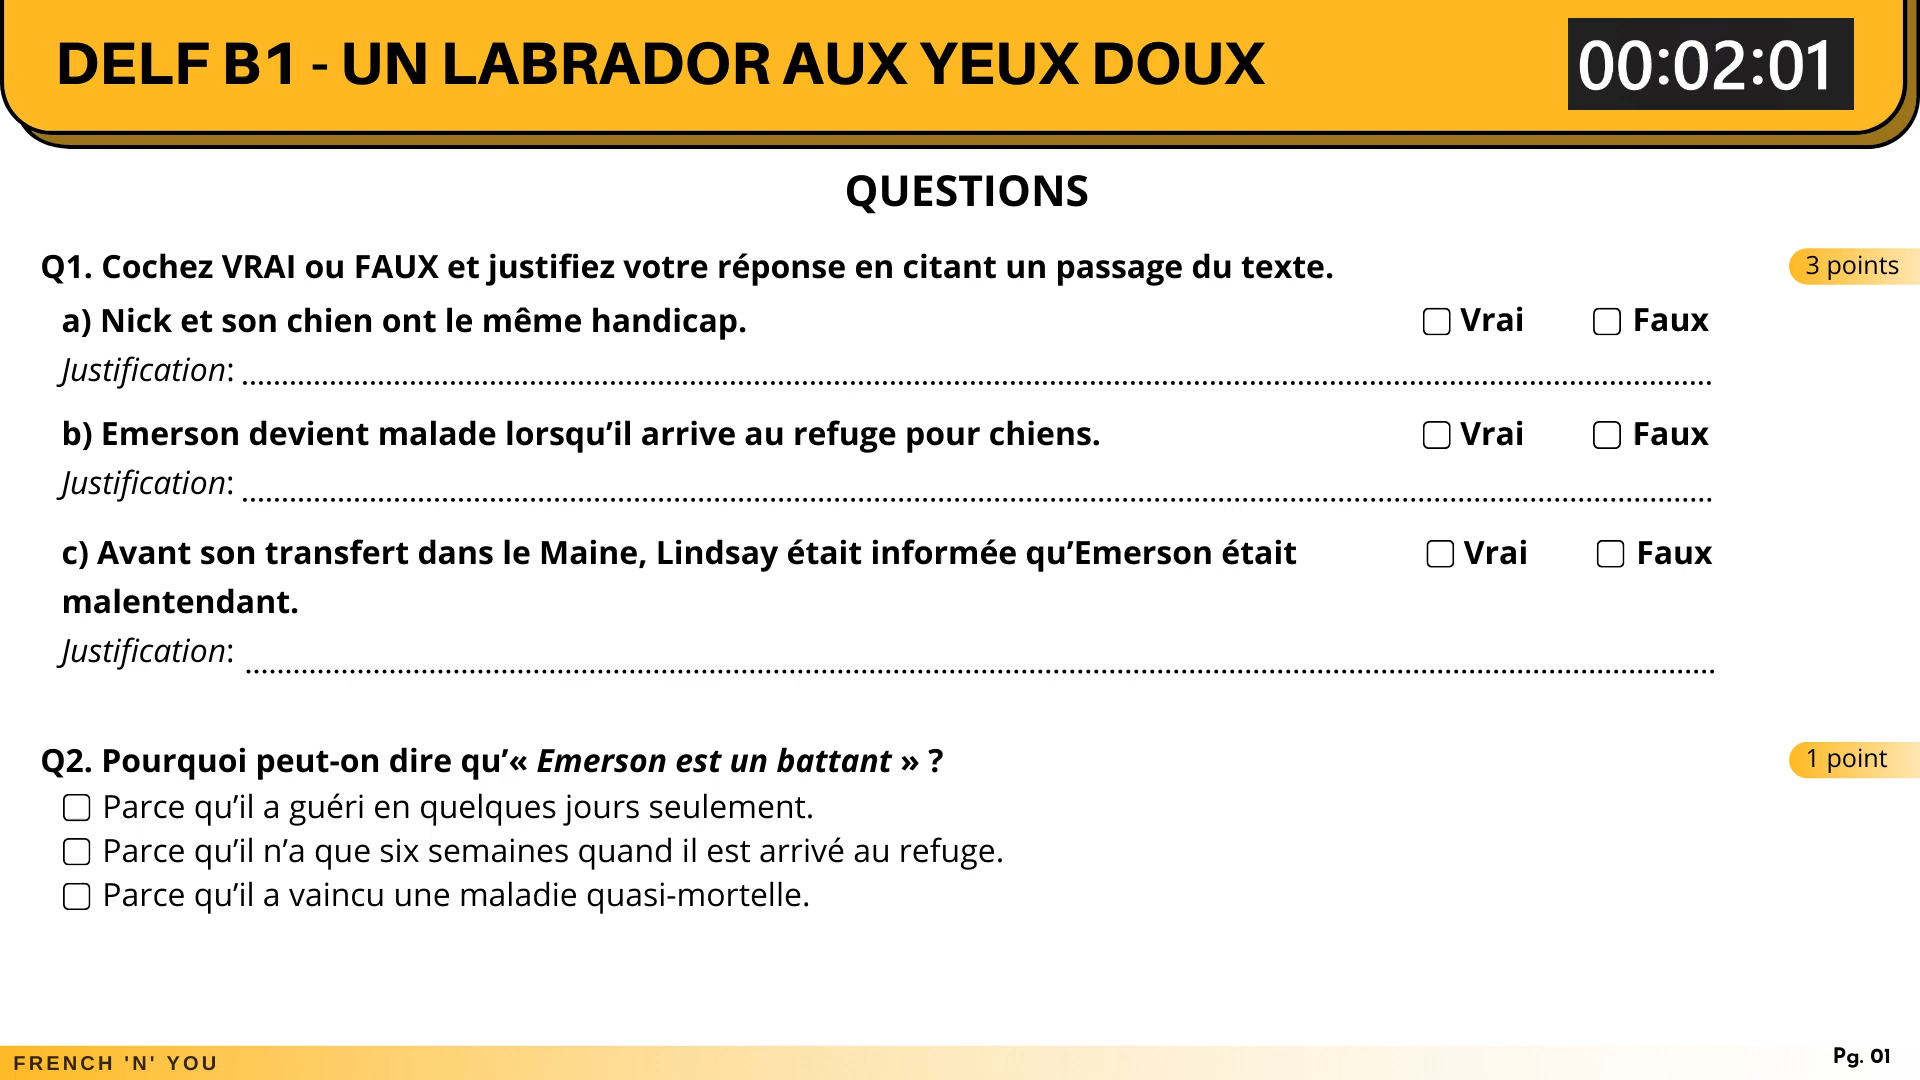 DELF B1 - UN LABRADOR AUX YEUX DOUX
00:02:01
QUESTIONS
Q1. Cochez VRAI ou FAUX et justifiez votre réponse en citant un passage du texte.
3 points
a) Nick et son chien ont le même handicap.
Vrai
Faux
Justification:
b) Emerson devient malade lorsqu’il arrive au refuge pour chiens.
Vrai
Faux
Justification:
c) Avant son transfert dans le Maine, Lindsay était informée qu’Emerson était
Vrai
Faux
malentendant.
Justification:
Q2. Pourquoi peut-on dire qu’« Emerson est un battant » ?
1 point
Parce qu’il a guéri en quelques jours seulement.
Parce qu’il n’a que six semaines quand il est arrivé au refuge.
Parce qu’il a vaincu une maladie quasi-mortelle.
FRENCH 'N' YOU
Pg. 01